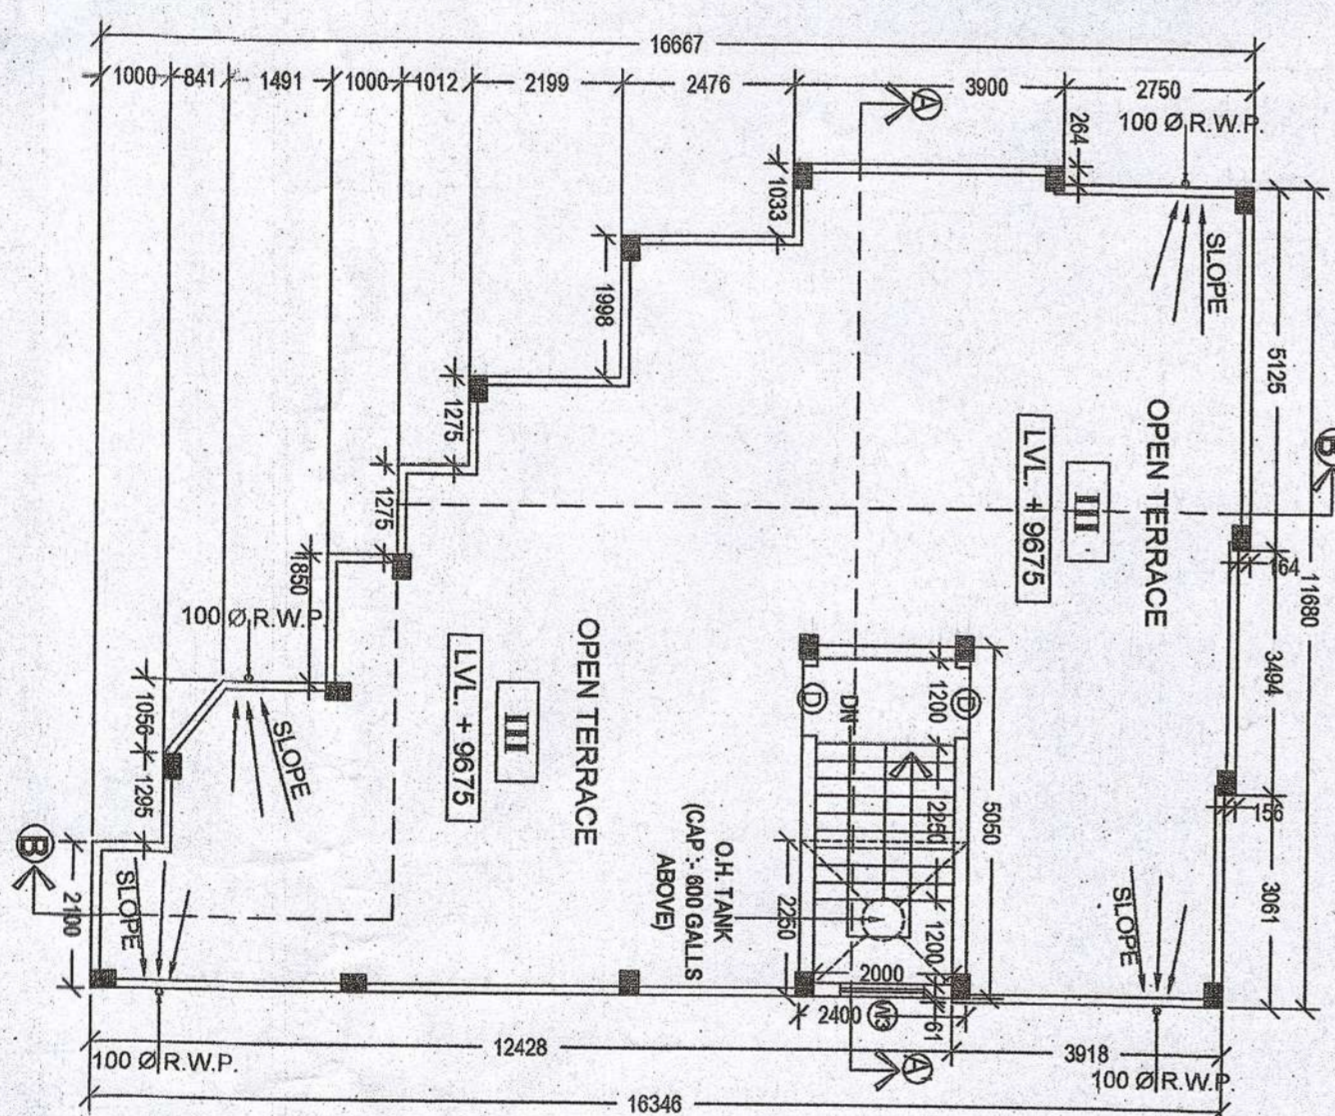 16667
1000
841
1491
1000
1012
2199
2476
3900
2750
A
264
100 Ø R.W.P.
1033
SLOPE
1998
5125
B
OPEN TERRACE
III
LVL. + 9675
1275
1275
1850
164
11680
100 Ø R.W.P.
OPEN TERRACE
III
LVL. + 9675
D
DN
D
1200
3494
1056
SLOPE
1295
2250
5050
O.H. TANK
(CAP :- 600 GALLS
ABOVE)
2250
B
2100
SLOPE
1200
2000
SLOPE
3061
2400
W3
12428
3918
A
100 Ø R.W.P.
100 Ø R.W.P.
16346